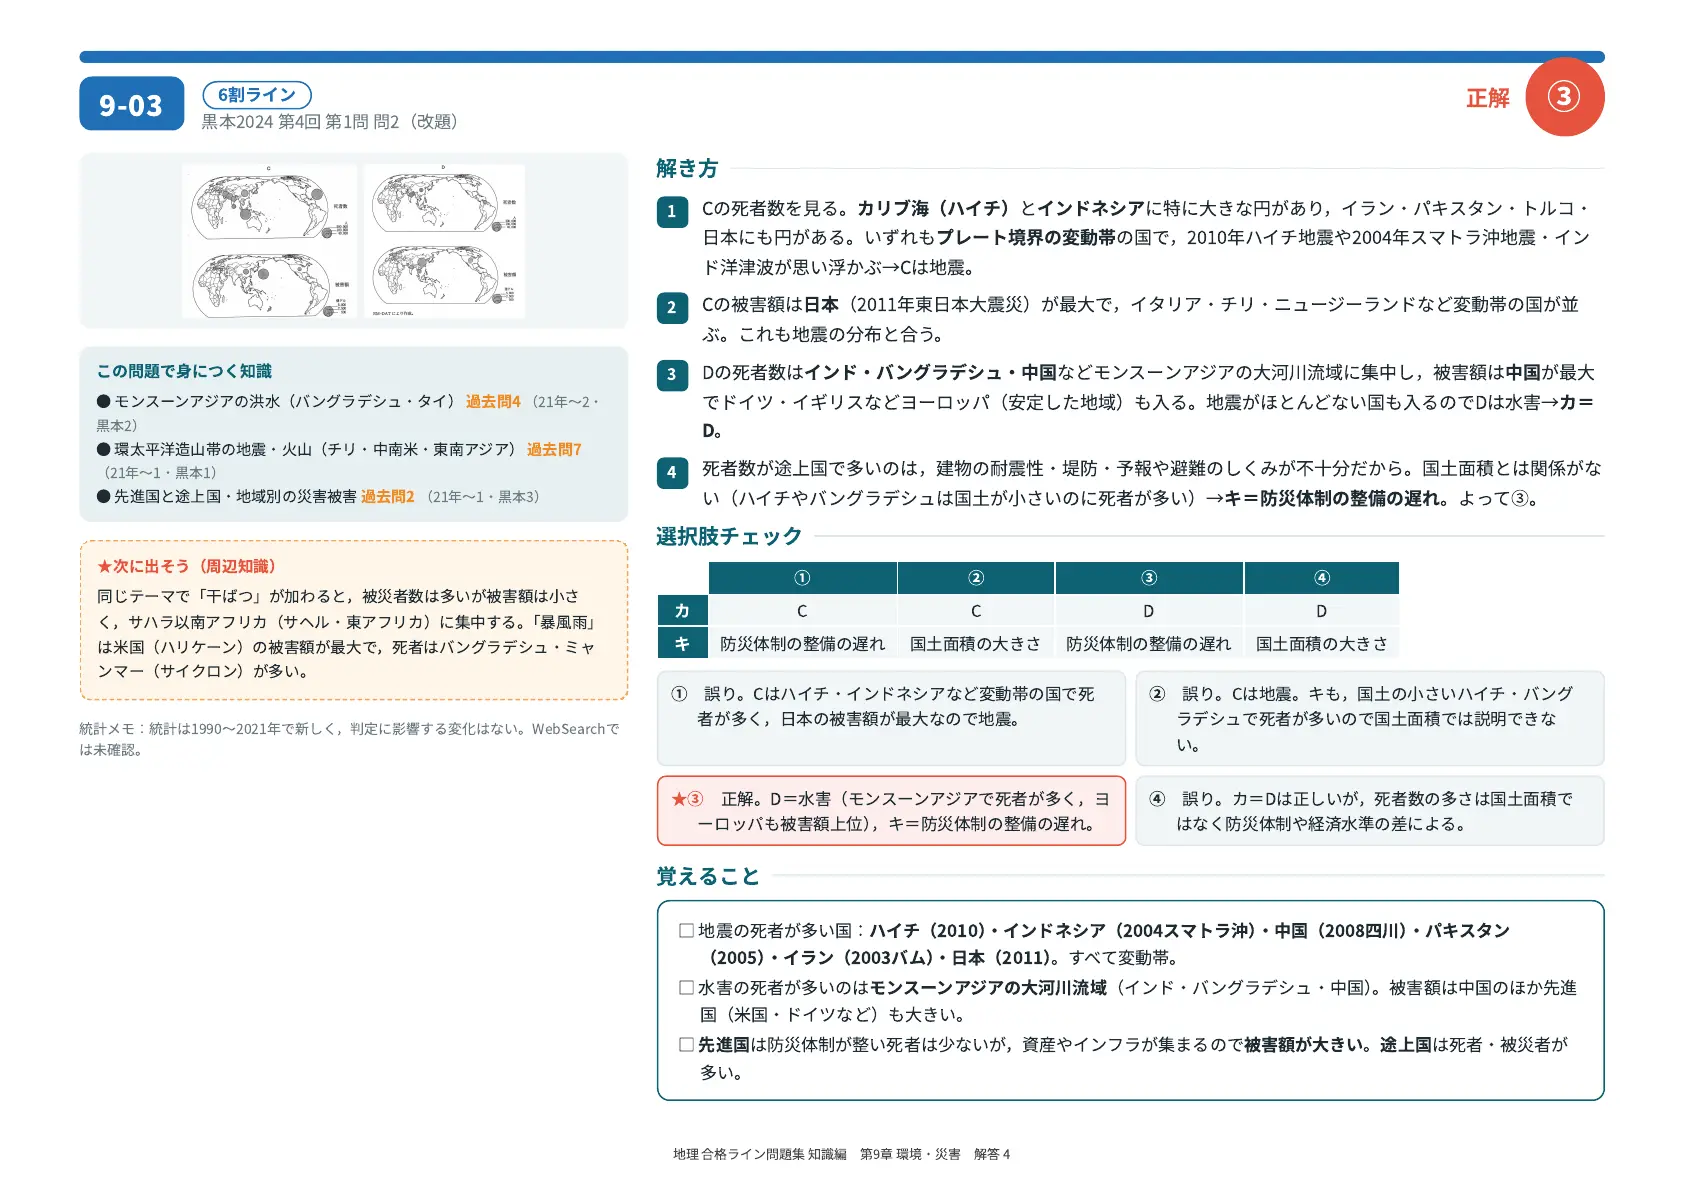 9-03
6割ライン
黒本2024 第4回 第1問 問2（改題）
正解 ③
C
死者数
被害額
D
死者数
被害額
EM-DATにより作成。
この問題で身につく知識
● モンスーンアジアの洪水（バングラデシュ・タイ） 過去問4 （21年〜2・
黒本2）
● 環太平洋造山帯の地震・火山（チリ・中南米・東南アジア） 過去問7
（21年〜1・黒本1）
● 先進国と途上国・地域別の災害被害 過去問2 （21年〜1・黒本3）
★次に出そう（周辺知識）
同じテーマで「干ばつ」が加わると，被災者数は多いが被害額は小さ
く，サハラ以南アフリカ（サヘル・東アフリカ）に集中する。「暴風雨」
は米国（ハリケーン）の被害額が最大で，死者はバングラデシュ・ミャ
ンマー（サイクロン）が多い。
統計メモ：統計は1990〜2021年で新しく，判定に影響する変化はない。WebSearchで
は未確認。
解き方
1 Cの死者数を見る。カリブ海（ハイチ）とインドネシアに特に大きな円があり，イラン・パキスタン・トルコ・
日本にも円がある。いずれもプレート境界の変動帯の国で，2010年ハイチ地震や2004年スマトラ沖地震・イン
ド洋津波が思い浮かぶ→Cは地震。
2 Cの被害額は日本（2011年東日本大震災）が最大で，イタリア・チリ・ニュージーランドなど変動帯の国が並
ぶ。これも地震の分布と合う。
3 Dの死者数はインド・バングラデシュ・中国などモンスーンアジアの大河川流域に集中し，被害額は中国が最大
でドイツ・イギリスなどヨーロッパ（安定した地域）も入る。地震がほとんどない国も入るのでDは水害→カ＝
D。
4 死者数が途上国で多いのは，建物の耐震性・堤防・予報や避難のしくみが不十分だから。国土面積とは関係がな
い（ハイチやバングラデシュは国土が小さいのに死者が多い）→キ＝防災体制の整備の遅れ。よって③。
選択肢チェック
① ② ③ ④
カ C C D D
キ 防災体制の整備の遅れ 国土面積の大きさ 防災体制の整備の遅れ 国土面積の大きさ
① 誤り。Cはハイチ・インドネシアなど変動帯の国で死
者が多く，日本の被害額が最大なので地震。
② 誤り。Cは地震。キも，国土の小さいハイチ・バング
ラデシュで死者が多いので国土面積では説明できな
い。
★③ 正解。D＝水害（モンスーンアジアで死者が多く，ヨ
ーロッパも被害額上位），キ＝防災体制の整備の遅れ。
④ 誤り。カ＝Dは正しいが，死者数の多さは国土面積で
はなく防災体制や経済水準の差による。
覚えること
□ 地震の死者が多い国：ハイチ（2010）・インドネシア（2004スマトラ沖）・中国（2008四川）・パキスタン
（2005）・イラン（2003バム）・日本（2011）。すべて変動帯。
□ 水害の死者が多いのはモンスーンアジアの大河川流域（インド・バングラデシュ・中国）。被害額は中国のほか先進
国（米国・ドイツなど）も大きい。
□ 先進国は防災体制が整い死者は少ないが，資産やインフラが集まるので被害額が大きい。途上国は死者・被災者が
多い。
地理 合格ライン問題集 知識編 第9章 環境・災害 解答 4